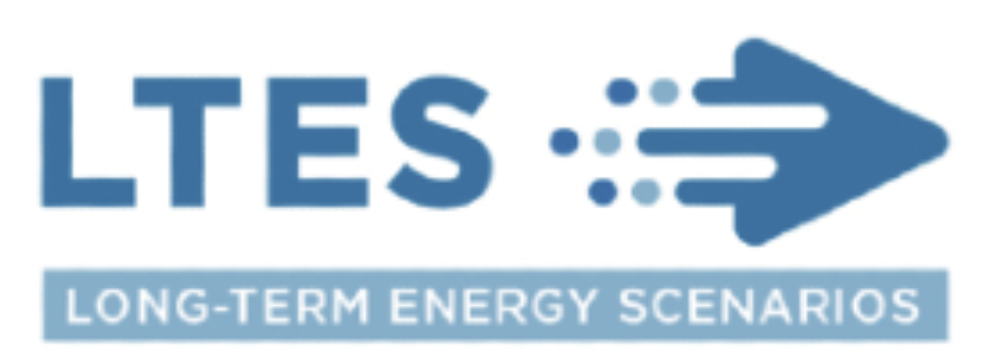 LTES
LONG-TERM ENERGY SCENARIOS